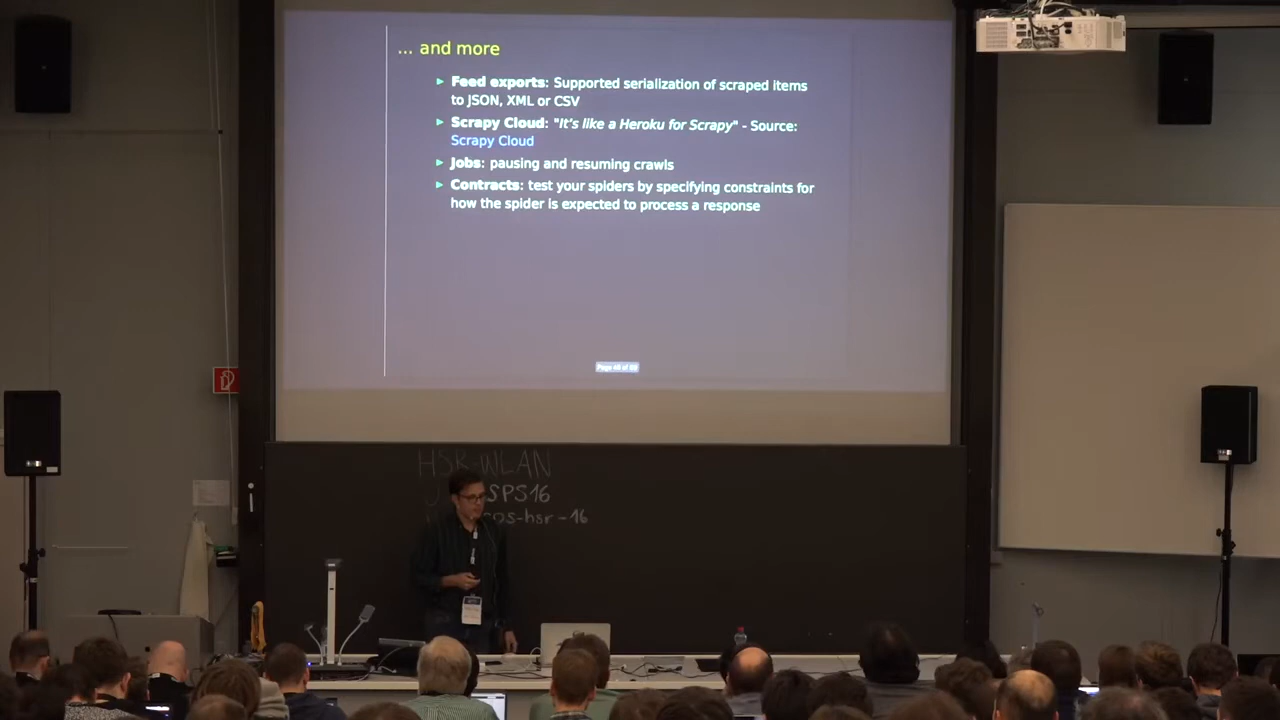 ... and more
Feed exports: Supported serialization of scraped items
to JSON, XML or CSV
Scrapy Cloud: "It's like a Heroku for Scrapy" - Source:
Scrapy Cloud
Jobs: pausing and resuming crawls
Contracts: test your spiders by specifying constraints for
how the spider is expected to process a response
HSR-WLAN
SPS16
-hsr-16